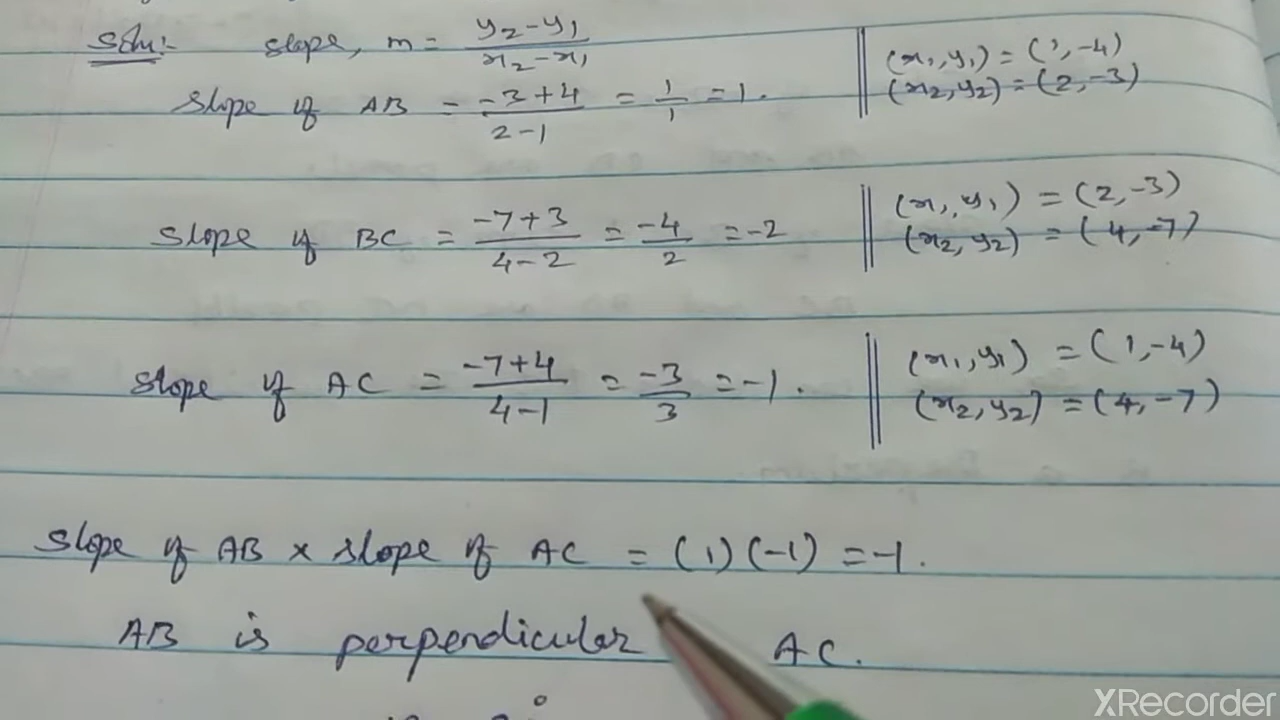 Soln:- slope, m = y₂-y₁/x₂-x₁ (x₁,y₁) = (1,-4)
Slope of AB = -3+4/2-1 = 1/1 = 1. (x₂,y₂) = (2,-3)
Slope of BC = -7+3/4-2 = -4/2 = -2 (x₁,y₁) = (2,-3)
(x₂,y₂) = (4,-7)
Slope of AC = -7+4/4-1 = -3/3 = -1. (x₁,y₁) = (1,-4)
(x₂,y₂) = (4,-7)
Slope of AB × slope of AC = (1)(-1) = -1.
AB is perpendicular AC.
XRecorder